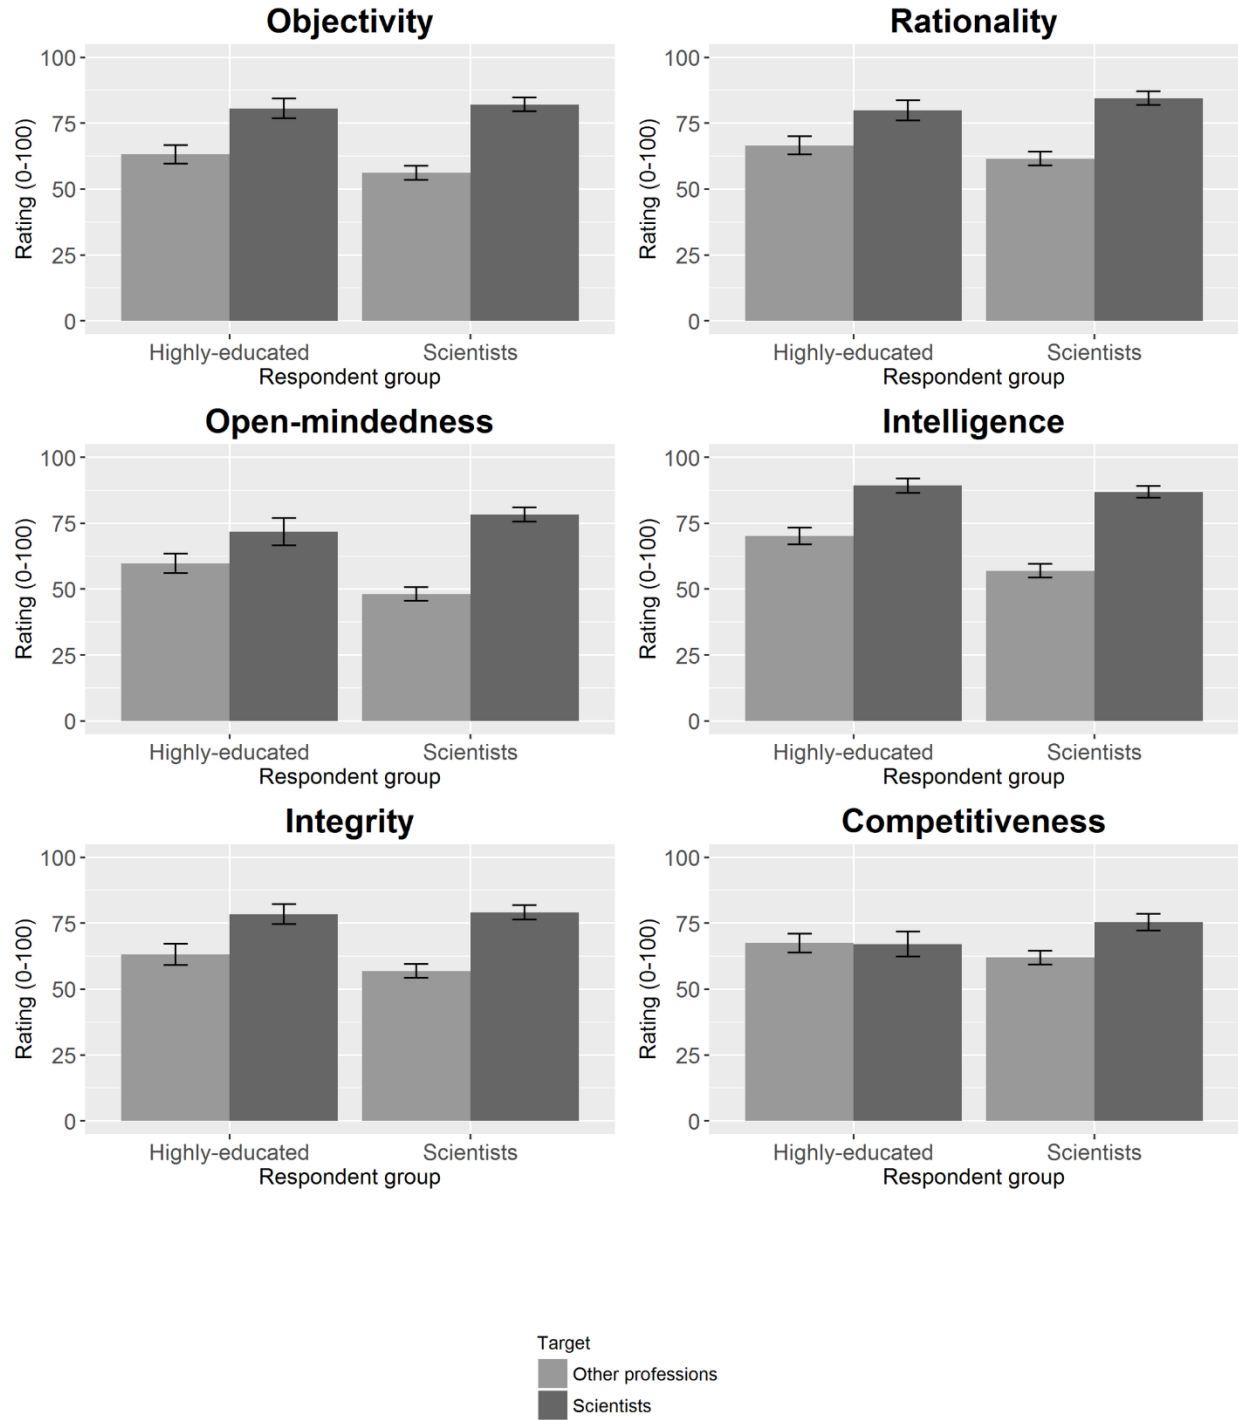 Objectivity
Rating (0-100)
100
75
50
25
0
Highly-educated Scientists
Respondent group
Rationality
Rating (0-100)
100
75
50
25
0
Highly-educated Scientists
Respondent group
Open-mindedness
Rating (0-100)
100
75
50
25
0
Highly-educated Scientists
Respondent group
Intelligence
Rating (0-100)
100
75
50
25
0
Highly-educated Scientists
Respondent group
Integrity
Rating (0-100)
100
75
50
25
0
Highly-educated Scientists
Respondent group
Competitiveness
Rating (0-100)
100
75
50
25
0
Highly-educated Scientists
Respondent group
Target
Other professions
Scientists